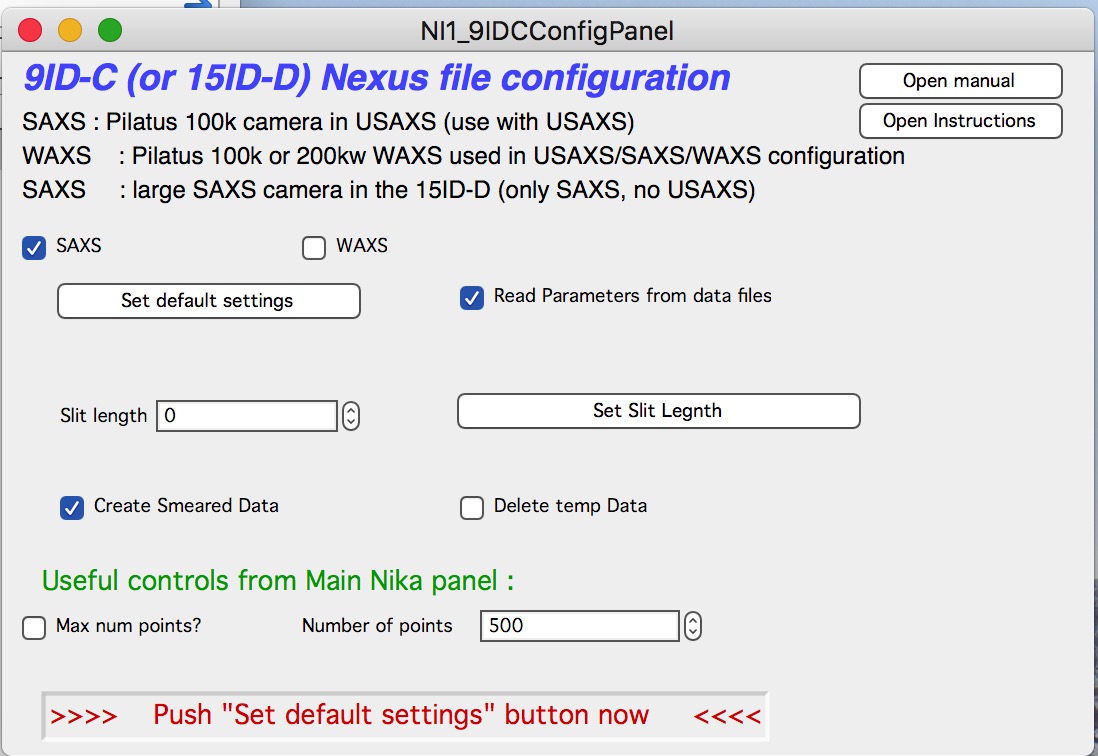 NI1_9IDCConfigPanel
9ID-C (or 15ID-D) Nexus file configuration
Open manual
SAXS : Pilatus 100k camera in USAXS (use with USAXS)
Open Instructions
WAXS : Pilatus 100k or 200kw WAXS used in USAXS/SAXS/WAXS configuration
SAXS : large SAXS camera in the 15ID-D (only SAXS, no USAXS)
SAXS WAXS
Set default settings Read Parameters from data files
Slit length 0 Set Slit Legnth
Create Smeared Data Delete temp Data
Useful controls from Main Nika panel :
Max num points? Number of points 500
>>>> Push "Set default settings" button now <<<<